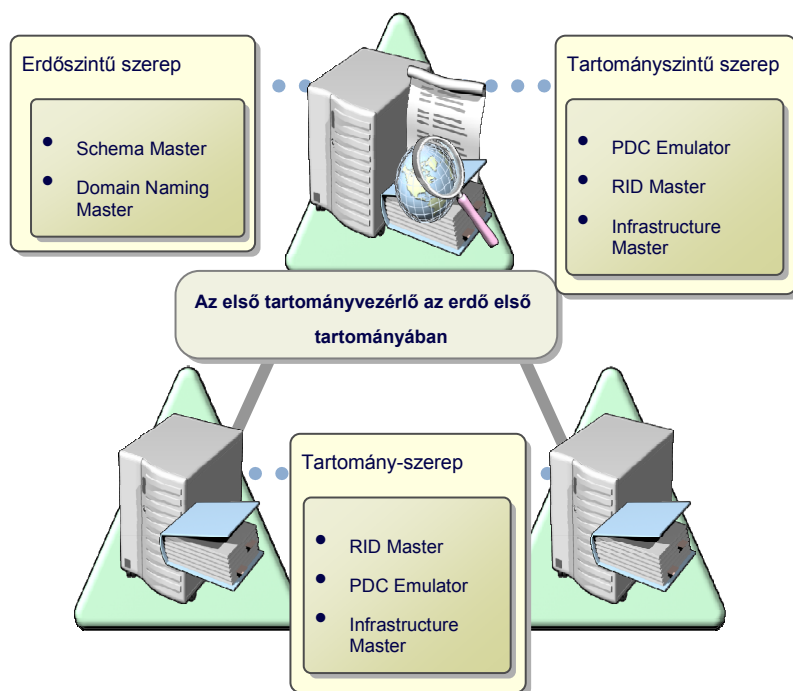 Erdőszintű szerep
Schema Master
Domain Naming
Master
Tartományszintű szerep
PDC Emulator
RID Master
Infrastructure
Master
Az első tartományvezérlő az erdő első
tartományában
Tartomány-szerep
RID Master
PDC Emulator
Infrastructure
Master